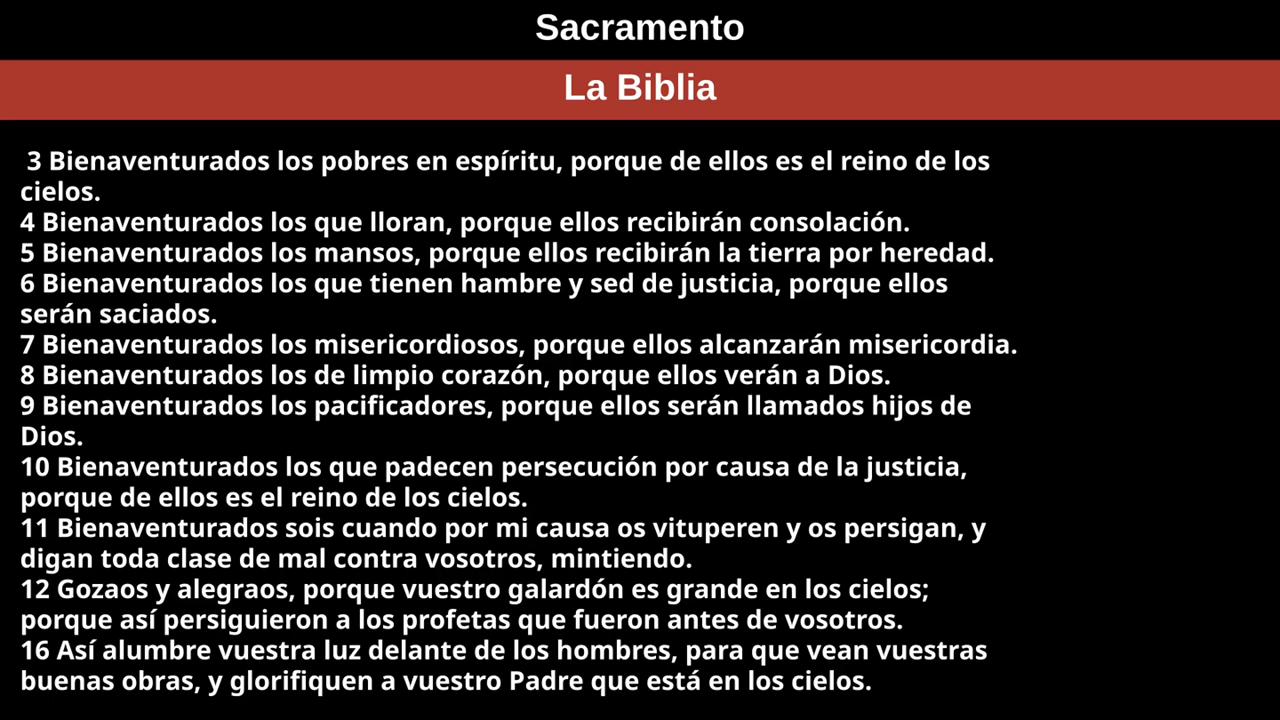 Sacramento
La Biblia
3 Bienaventurados los pobres en espíritu, porque de ellos es el reino de los
cielos.
4 Bienaventurados los que lloran, porque ellos recibirán consolación.
5 Bienaventurados los mansos, porque ellos recibirán la tierra por heredad.
6 Bienaventurados los que tienen hambre y sed de justicia, porque ellos
serán saciados.
7 Bienaventurados los misericordiosos, porque ellos alcanzarán misericordia.
8 Bienaventurados los de limpio corazón, porque ellos verán a Dios.
9 Bienaventurados los pacificadores, porque ellos serán llamados hijos de
Dios.
10 Bienaventurados los que padecen persecución por causa de la justicia,
porque de ellos es el reino de los cielos.
11 Bienaventurados sois cuando por mi causa os vituperen y os persigan, y
digan toda clase de mal contra vosotros, mintiendo.
12 Gozaos y alegraos, porque vuestro galardón es grande en los cielos;
porque así persiguieron a los profetas que fueron antes de vosotros.
16 Así alumbre vuestra luz delante de los hombres, para que vean vuestras
buenas obras, y glorifiquen a vuestro Padre que está en los cielos.